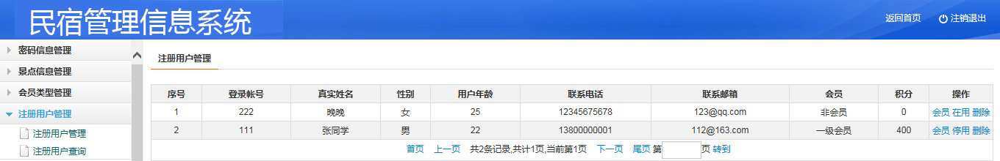 民宿管理信息系统
返回首页 注销退出
密码信息管理
景点信息管理
会员类型管理
注册用户管理
注册用户管理
注册用户查询
注册用户管理
序号 登录帐号 真实姓名 性别 用户年龄 联系电话 联系邮箱 会员 积分 操作
1 222 晚晚 女 25 12345675678 123@qq.com 非会员 0 会员 在用 删除
2 111 张同学 男 22 13800000001 112@163.com 一级会员 400 会员 停用 删除
首页 上一页 共2条记录,共计1页,当前第1页 下一页 尾页 第 页 转到